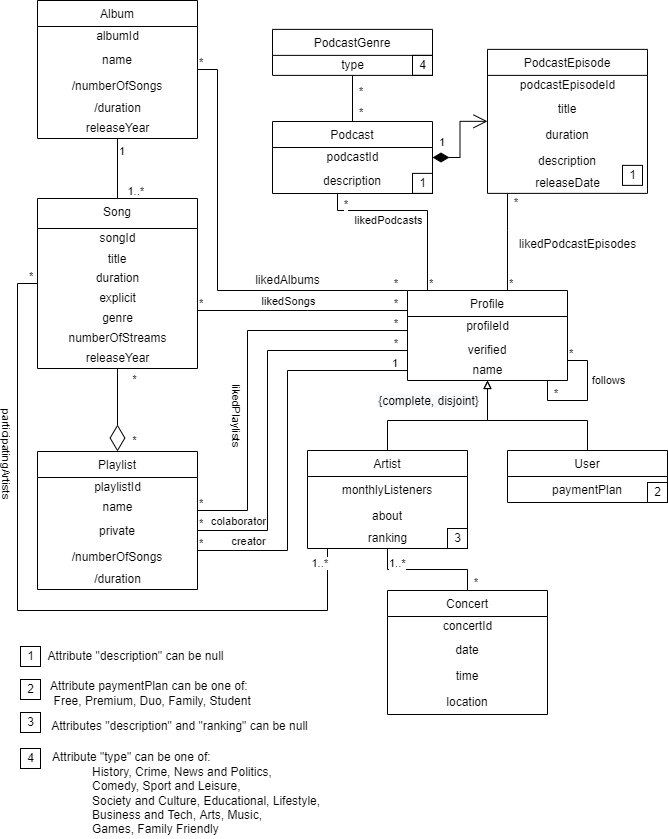 Album
albumId
name
/numberOfSongs
/duration
releaseYear
*
PodcastGenre
type
4
*
*
PodcastEpisode
podcastEpisodeId
title
duration
description
releaseDate
1
Podcast
podcastId
description
1
1
*
likedPodcasts
*
likedPodcastEpisodes
1
1..*
Song
songId
title
duration
explicit
genre
numberOfStreams
releaseYear
*
*
likedAlbums
*
*
*
likedSongs
*
Profile
profileId
verified
name
*
*
1
*
follows
*
{complete, disjoint}
likedPlaylists
participatingArtists
*
*
Playlist
playlistId
name
private
/numberOfSongs
/duration
*
*
colaborator
*
creator
Artist
monthlyListeners
about
ranking
3
User
paymentPlan
2
1..*
1..*
*
Concert
concertId
date
time
location
1 Attribute "description" can be null
2 Attribute paymentPlan can be one of:
Free, Premium, Duo, Family, Student
3 Attributes "description" and "ranking" can be null
4 Attribute "type" can be one of:
History, Crime, News and Politics,
Comedy, Sport and Leisure,
Society and Culture, Educational, Lifestyle,
Business and Tech, Arts, Music,
Games, Family Friendly